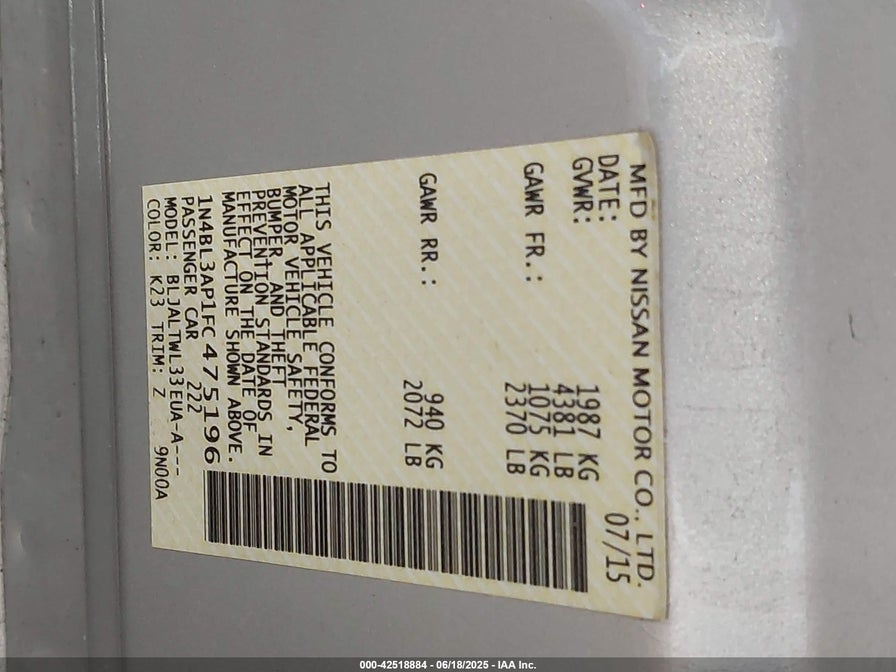 MFD BY NISSAN MOTOR CO., LTD.
DATE: 07/15
GVWR: 1987 KG
4381 LB
GAWR FR.: 1075 KG
2370 LB
GAWR RR.: 940 KG
2072 LB
THIS VEHICLE CONFORMS TO
ALL APPLICABLE FEDERAL
MOTOR VEHICLE SAFETY,
BUMPER, AND THEFT
PREVENTION STANDARDS IN
EFFECT ON THE DATE OF
MANUFACTURE SHOWN ABOVE.
1N4BL3AP1FC475196
PASSENGER CAR 222
MODEL: BLJALTWL33EUA-A---
COLOR: K23 TRIM: Z 9N00A
000-42518884 - 06/18/2025 - IAA Inc.